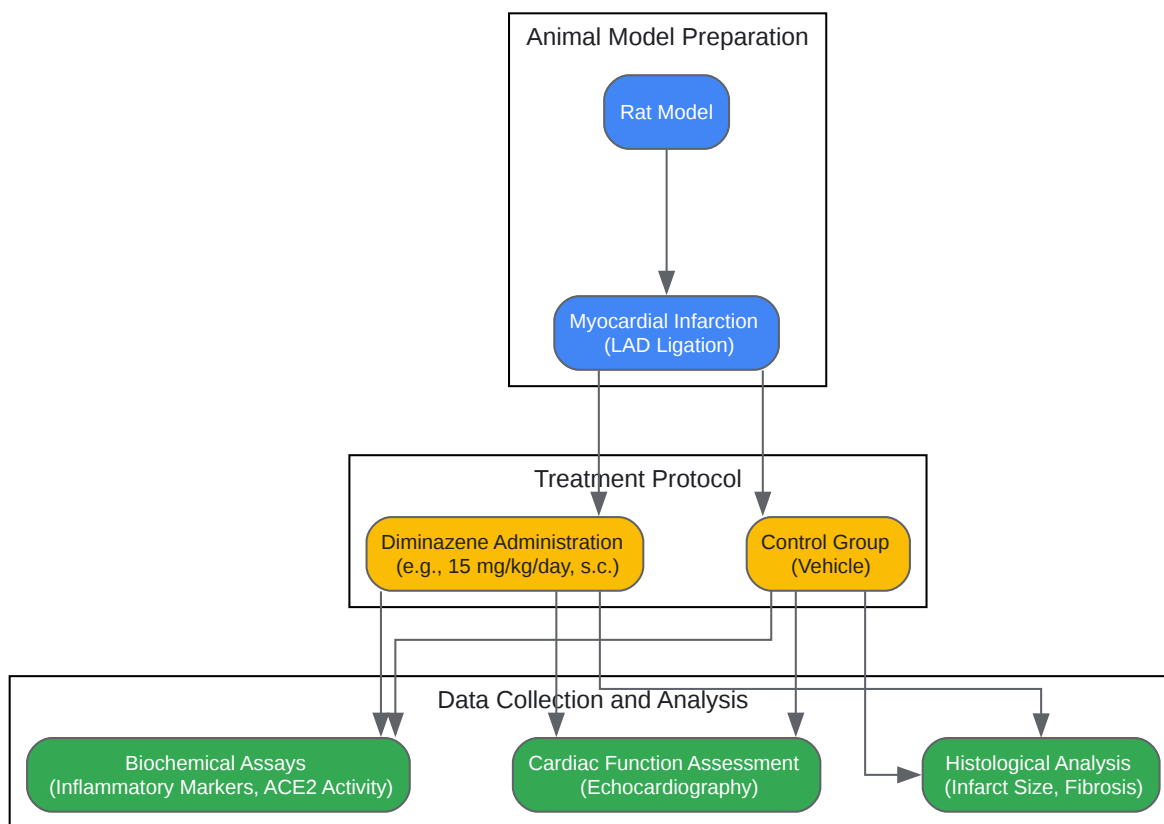 Animal Model Preparation
Rat Model
Myocardial Infarction
(LAD Ligation)
Treatment Protocol
Diminazene Administration
(e.g., 15 mg/kg/day, s.c.)
Control Group
(Vehicle)
Data Collection and Analysis
Biochemical Assays
(Inflammatory Markers, ACE2 Activity)
Cardiac Function Assessment
(Echocardiography)
Histological Analysis
(Infarct Size, Fibrosis)